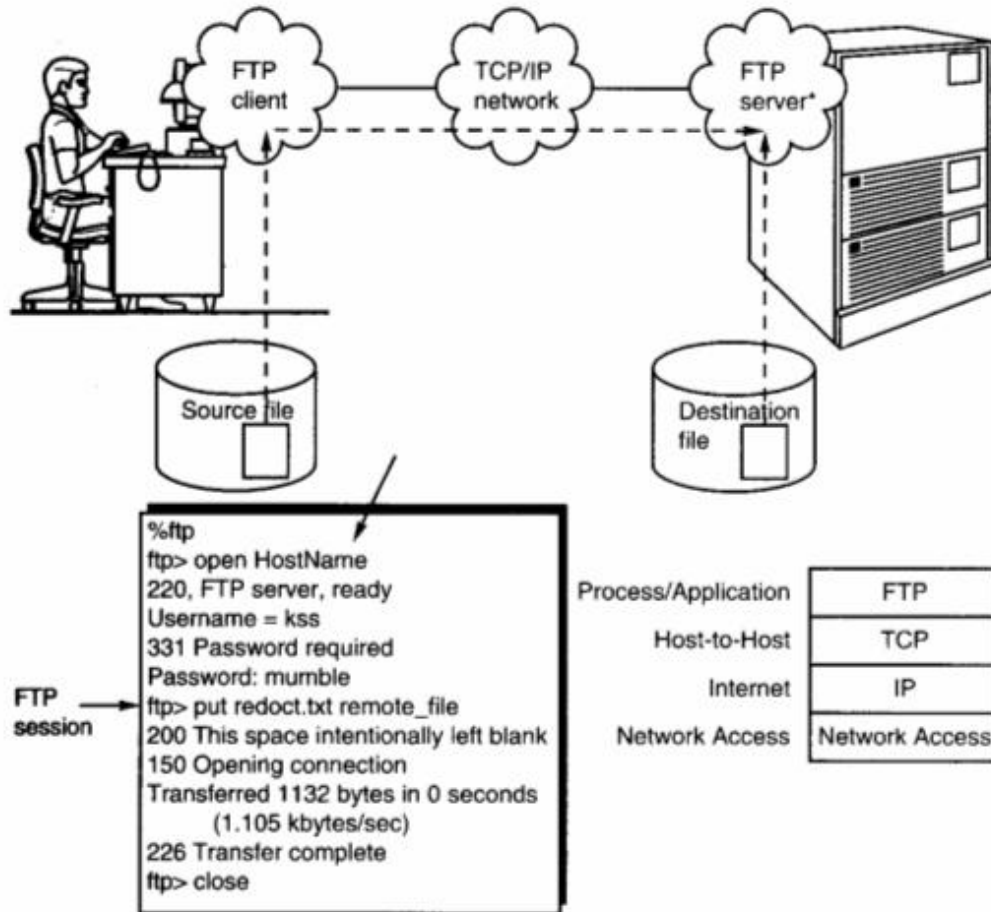 FTP
client
TCP/IP
network
FTP
server*
Source file
Destination
file
%ftp
ftp> open HostName
220, FTP server, ready
Username = kss
331 Password required
Password: mumble
ftp> put redoct.txt remote_file
200 This space intentionally left blank
150 Opening connection
Transferred 1132 bytes in 0 seconds
(1.105 kbytes/sec)
226 Transfer complete
ftp> close
FTP
session
Process/Application FTP
Host-to-Host TCP
Internet IP
Network Access Network Access